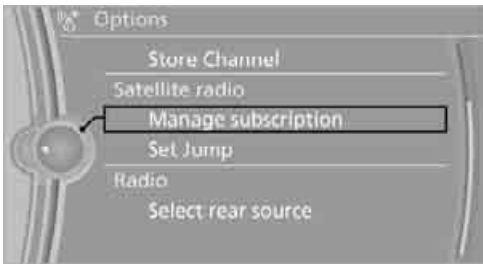 Options
Store Channel
Satellite radio
Manage subscription
Set Jump
Radio
Select rear source